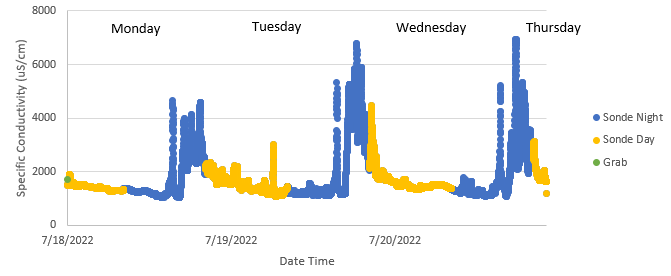 8000
Monday
Tuesday
Wednesday
Thursday
6000
4000
2000
0
Specific Conductivity (uS/cm)
7/18/2022
7/19/2022
7/20/2022
Date Time
Sonde Night
Sonde Day
Grab